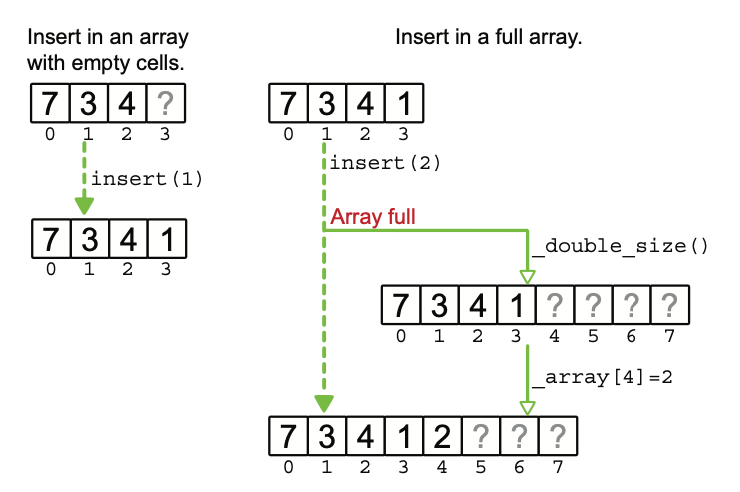 Insert in an array
with empty cells.
7 3 4 ?
0 1 2 3
insert(1)
7 3 4 1
0 1 2 3
Insert in a full array.
7 3 4 1
0 1 2 3
insert(2)
Array full
_double_size()
7 3 4 1 ? ? ? ?
0 1 2 3 4 5 6 7
_array[4]=2
7 3 4 1 2 ? ? ?
0 1 2 3 4 5 6 7